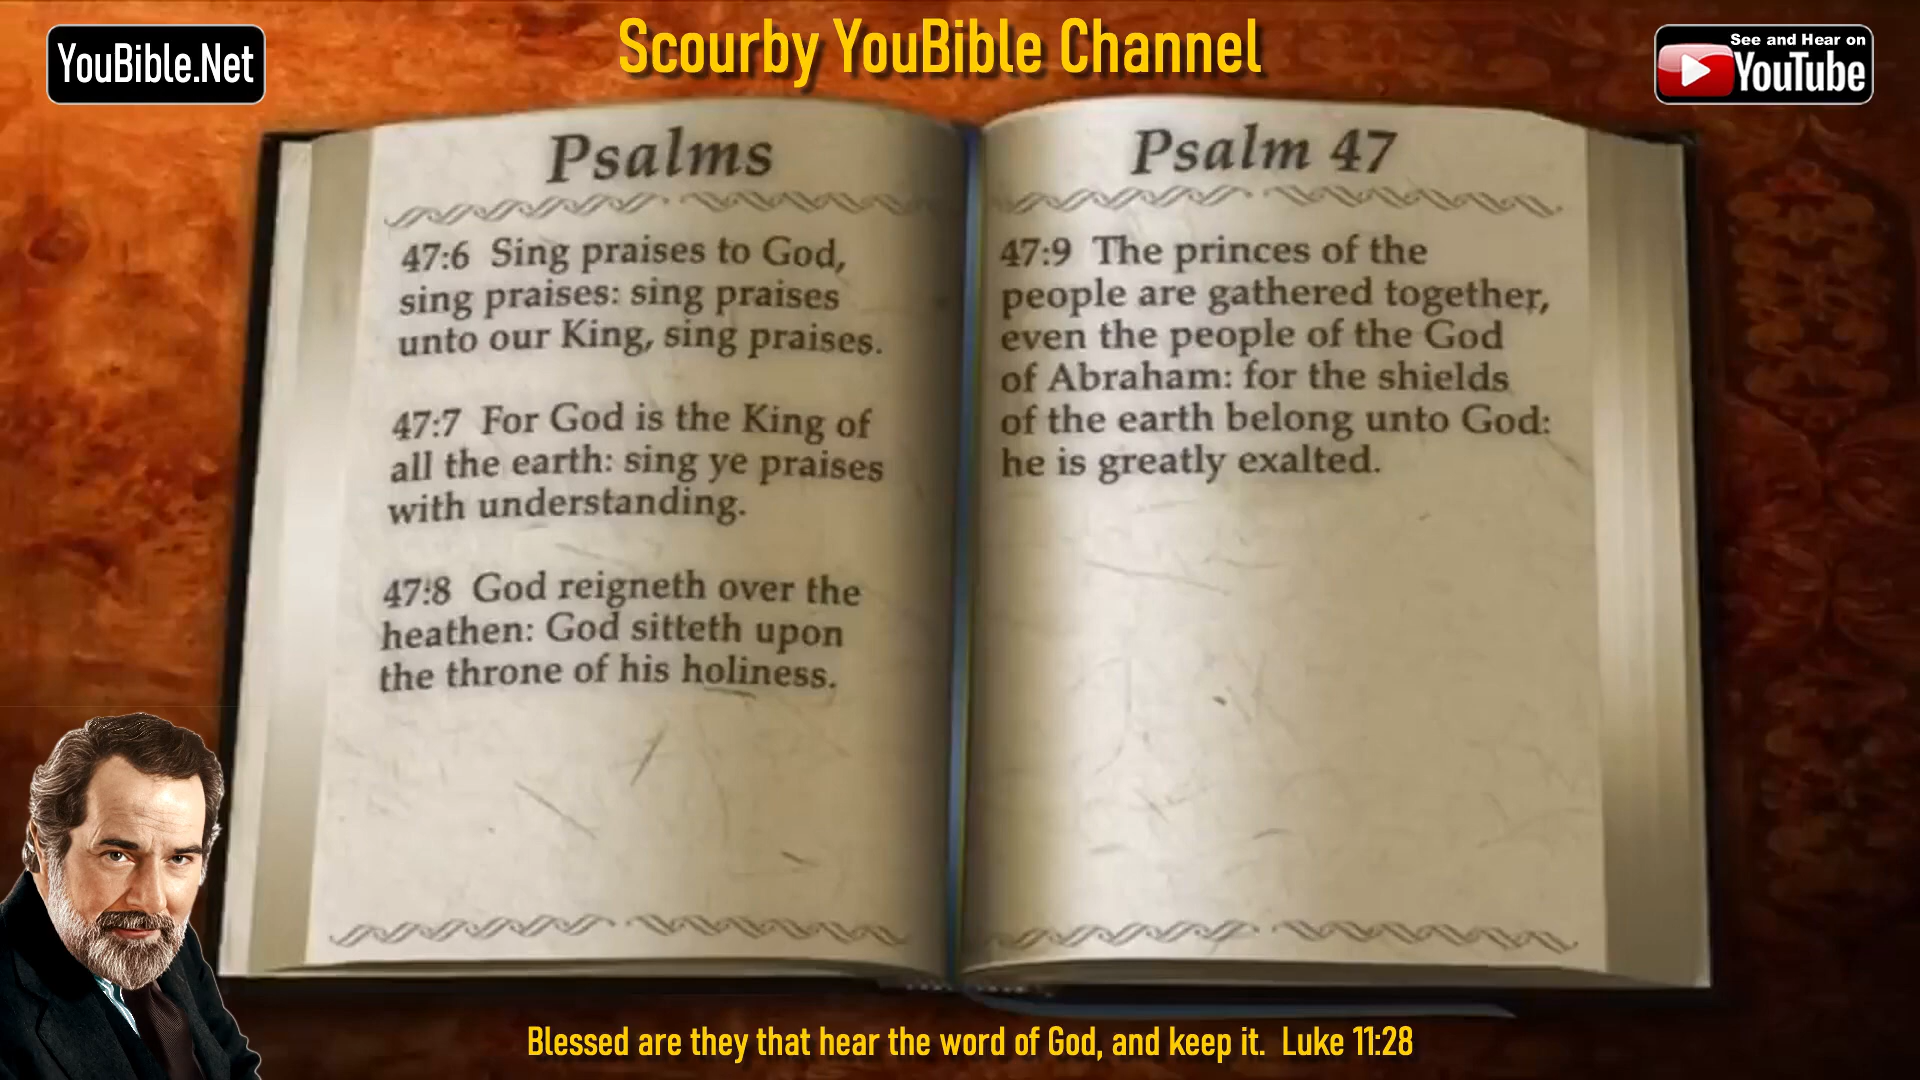 YouBible.Net
Scourby YouBible Channel
See and Hear on
YouTube
Psalms
47:6 Sing praises to God,
sing praises: sing praises
unto our King, sing praises.
47:7 For God is the King of
all the earth: sing ye praises
with understanding.
47:8 God reigneth over the
heathen: God sitteth upon
the throne of his holiness.
Psalm 47
47:9 The princes of the
people are gathered together,
even the people of the God
of Abraham: for the shields
of the earth belong unto God:
he is greatly exalted.
Blessed are they that hear the word of God, and keep it. Luke 11:28